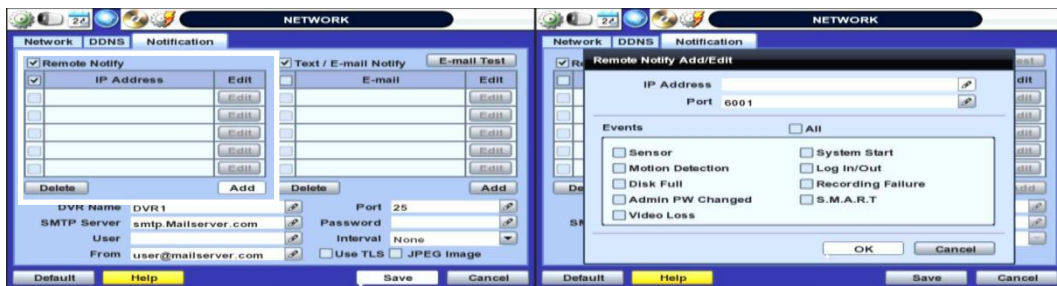 24
NETWORK
Network DDNS Notification
Remote Notify
IP Address Edit
Edit
Edit
Edit
Edit
Edit
Delete Add
Text / E-mail Notify E-mail Test
E-mail Edit
Edit
Edit
Edit
Edit
Edit
Delete Add
DVR Name DVR1 Port 25
SMTP Server smtp.Mailserver.com Password
User Interval None
From user@mailserver.com Use TLS JPEG Image
Default Help Save Cancel
24
NETWORK
Network DDNS Notification
Remote Notify Add/Edit
IP Address
Port 6001
Events All
Sensor System Start
Motion Detection Log In/Out
Disk Full Recording Failure
Admin PW Changed S.M.A.R.T
Video Loss
OK Cancel
Default Help Save Cancel